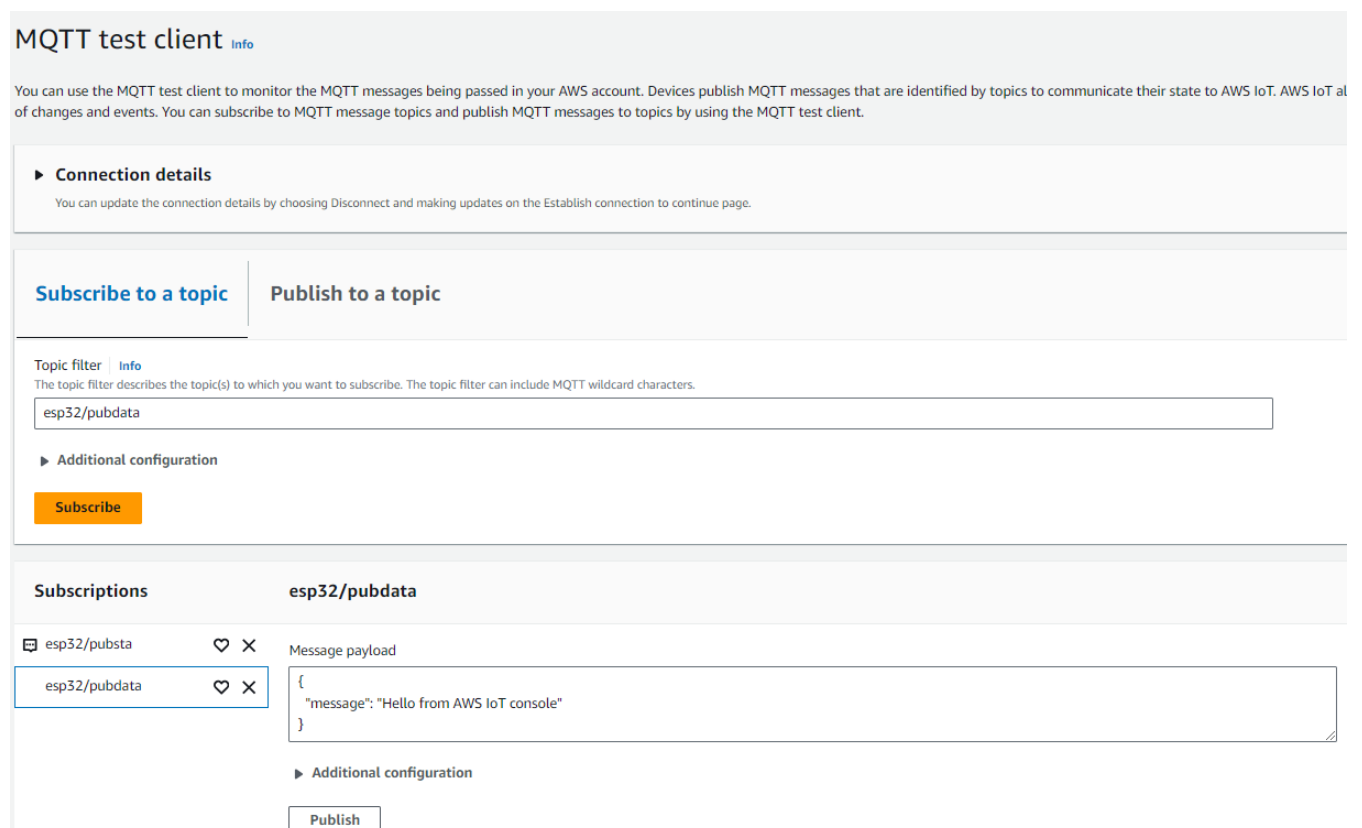 MQTT test client Info
You can use the MQTT test client to monitor the MQTT messages being passed in your AWS account. Devices publish MQTT messages that are identified by topics to communicate their state to AWS IoT. AWS IoT al
of changes and events. You can subscribe to MQTT message topics and publish MQTT messages to topics by using the MQTT test client.
Connection details
You can update the connection details by choosing Disconnect and making updates on the Establish connection to continue page.
Subscribe to a topic
Publish to a topic
Topic filter Info
The topic filter describes the topic(s) to which you want to subscribe. The topic filter can include MQTT wildcard characters.
esp32/pubdata
Additional configuration
Subscribe
Subscriptions
esp32/pubsta
esp32/pubdata
esp32/pubdata
Message payload
{
"message": "Hello from AWS IoT console"
}
Additional configuration
Publish